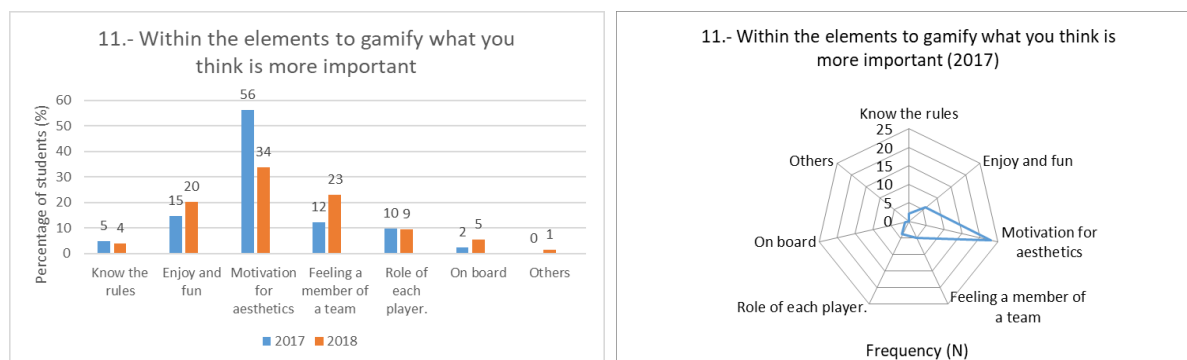 11.- Within the elements to gamify what you
think is more important
Percentage of students (%)
60
50
40
30
20
10
0
5
4
15
20
56
34
12
23
10
9
2
5
0
1
Know the
rules
Enjoy and
fun
Motivation
for
aesthetics
Feeling a
member of
a team
Role of
each
player.
On board
Others
2017
2018
11.- Within the elements to gamify what you think is
more important (2017)
Know the rules
25
20
15
10
5
0
Enjoy and fun
Motivation for
aesthetics
Feeling a member of
a team
Role of each player.
On board
Others
Frequency (N)